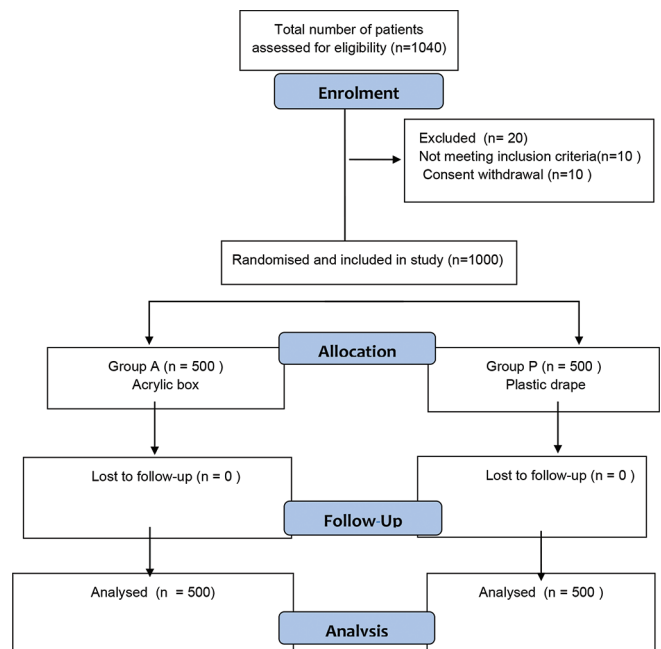 Total number of patients
assessed for eligibility (n=1040)
Enrolment
Excluded (n= 20)
Not meeting inclusion criteria(n=10 )
Consent withdrawal (n=10 )
Randomised and included in study (n=1000)
Allocation
Group A (n = 500 )
Acrylic box
Group P (n = 500 )
Plastic drape
Lost to follow-up (n = 0 )
Lost to follow-up (n = 0 )
Follow-Up
Analysed (n = 500)
Analysed (n = 500 )
Analysis